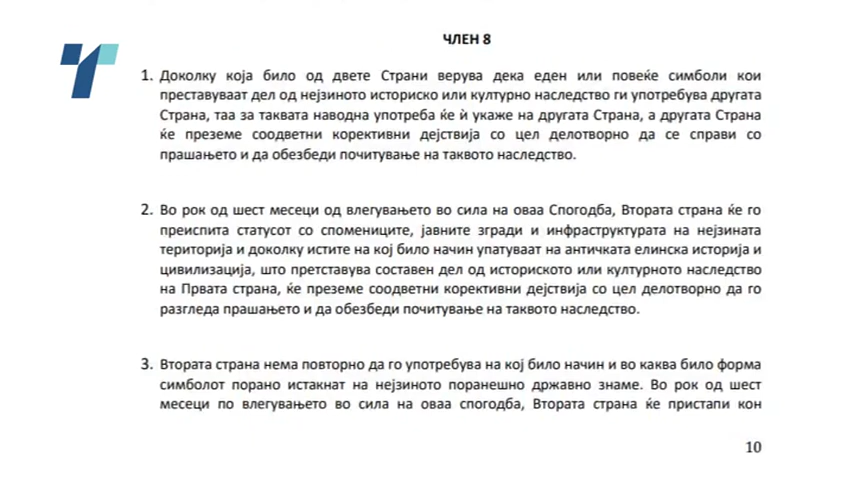 ЧЛЕН 8
1. Доколку која било од двете Страни верува дека еден или повеќе симболи кои
преставуваат дел од нејзиното историско или културно наследство ги употребува другата
Страна, таа за таквата наводна употреба ќе ѝ укаже на другата Страна, а другата Страна
ќе преземе соодветни корективни дејствија со цел делотворно да се справи со
прашањето и да обезбеди почитување на таквото наследство.
2. Во рок од шест месеци од влегувањето во сила на оваа Спогодба, Втората страна ќе го
преиспита статусот со спомениците, јавните згради и инфраструктурата на нејзината
територија и доколку истите на кој било начин упатуваат на античката елинска историја и
цивилизација, што претставува составен дел од историското или културното наследство
на Првата страна, ќе преземе соодветни корективни дејствија со цел делотворно да го
разгледа прашањето и да обезбеди почитување на таквото наследство.
3. Втората страна нема повторно да го употребува на кој било начин и во каква било форма
симболот порано истакнат на нејзиното поранешно државно знаме. Во рок од шест
месеци по влегувањето во сила на оваа спогодба, Втората страна ќе пристапи кон
10